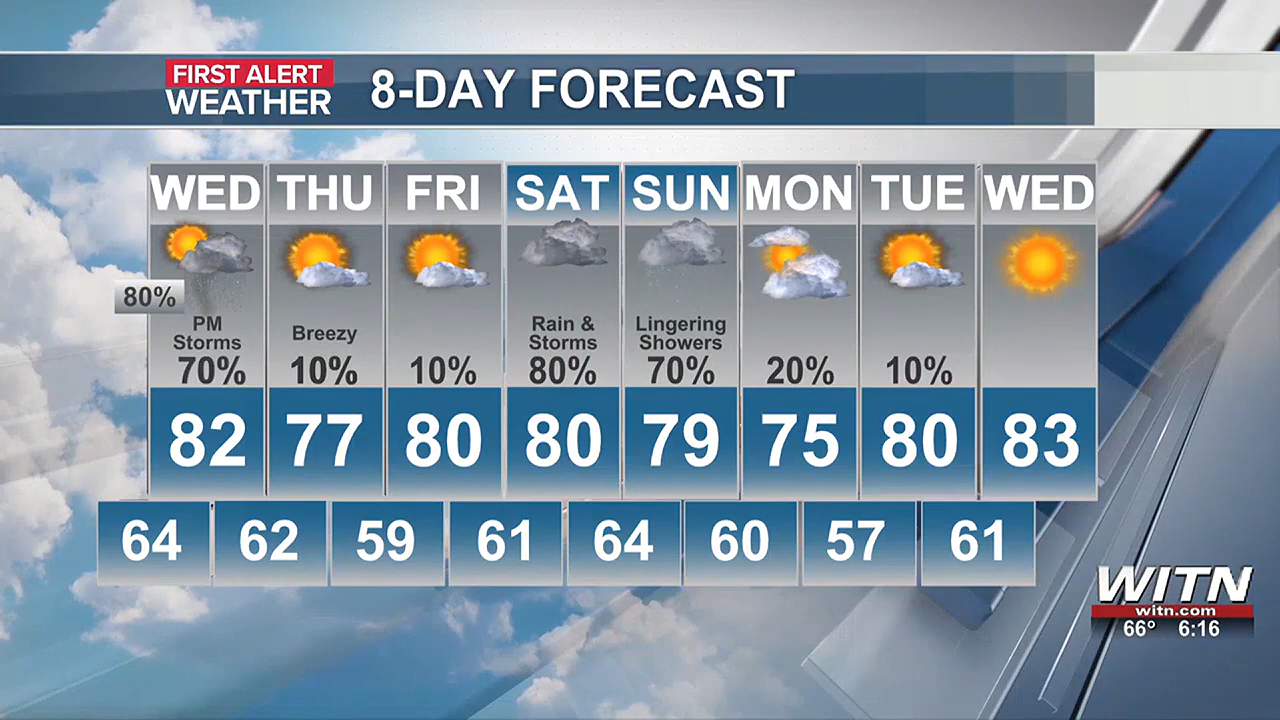 FIRST ALERT
WEATHER
8-DAY FORECAST
WED THU FRI SAT SUN MON TUE WED
80%
PM
Storms
Breezy
Rain &
Storms
Lingering
Showers
70% 10% 10% 80% 70% 20% 10%
82 77 80 80 79 75 80 83
64 62 59 61 64 60 57 61
WITN
witn.com
66° 6:16